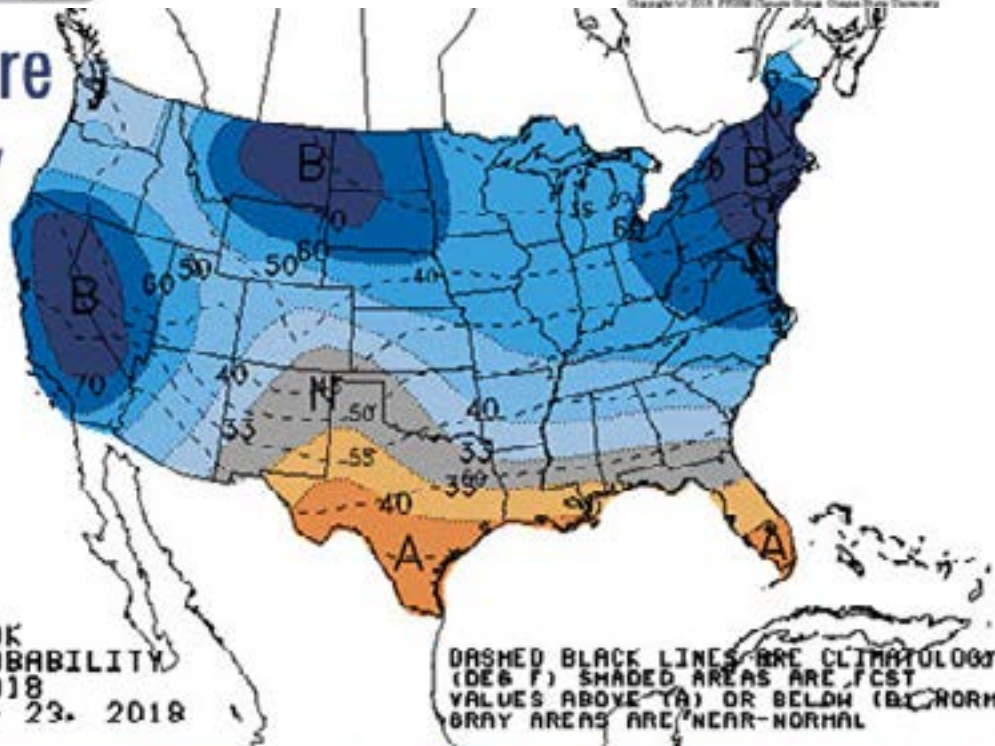 re
B
B
70
60
60
50
50
60
B
40
35
70
40
N
50
40
33
33
55
35
40
A
A
OK
OBABILITY
018
23. 2018
DASHED BLACK LINES ARE CLIMATOLOGY
(DEG F) SHADED AREAS ARE FCST
VALUES ABOVE (A) OR BELOW (B) NORM
GRAY AREAS ARE NEAR-NORMAL